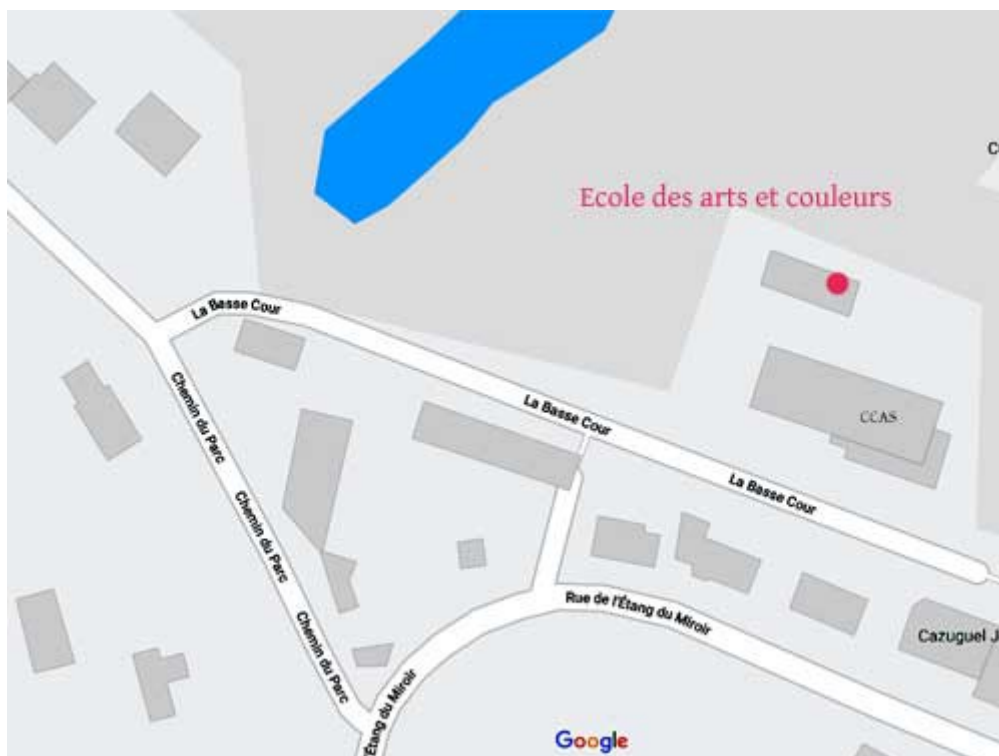 Ecole des arts et couleurs
La Basse Cour
Chemin du Parc
La Basse Cour
CCAS
La Basse Cour
Chemin du Parc
Rue de l'Étang du Miroir
Chemin du Parc
Cazuguel J
Étang du Miroir
Google